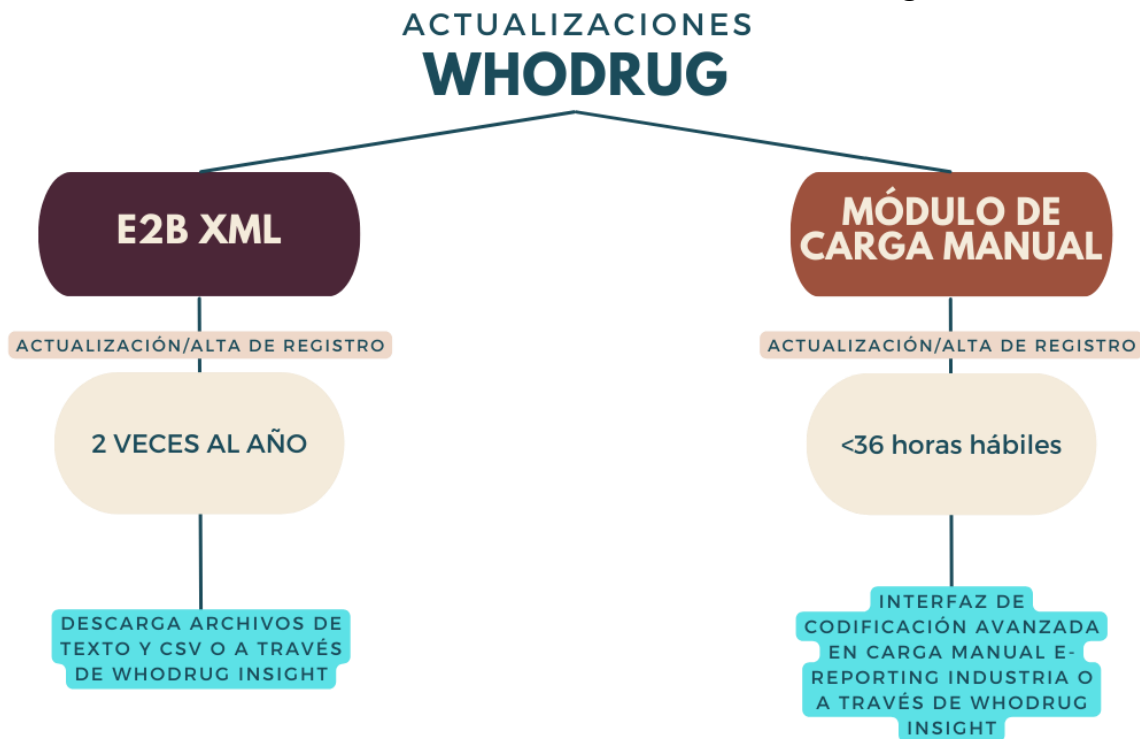 ACTUALIZACIONES
WHODRUG
E2B XML
ACTUALIZACIÓN/ALTA DE REGISTRO
2 VECES AL AÑO
DESCARGA ARCHIVOS DE
TEXTO Y CSV O A TRAVÉS
DE WHODRUG INSIGHT
MÓDULO DE
CARGA MANUAL
ACTUALIZACIÓN/ALTA DE REGISTRO
<36 horas hábiles
INTERFAZ DE
CODIFICACIÓN AVANZADA
EN CARGA MANUAL E-
REPORTING INDUSTRIA O
A TRAVÉS DE WHODRUG
INSIGHT